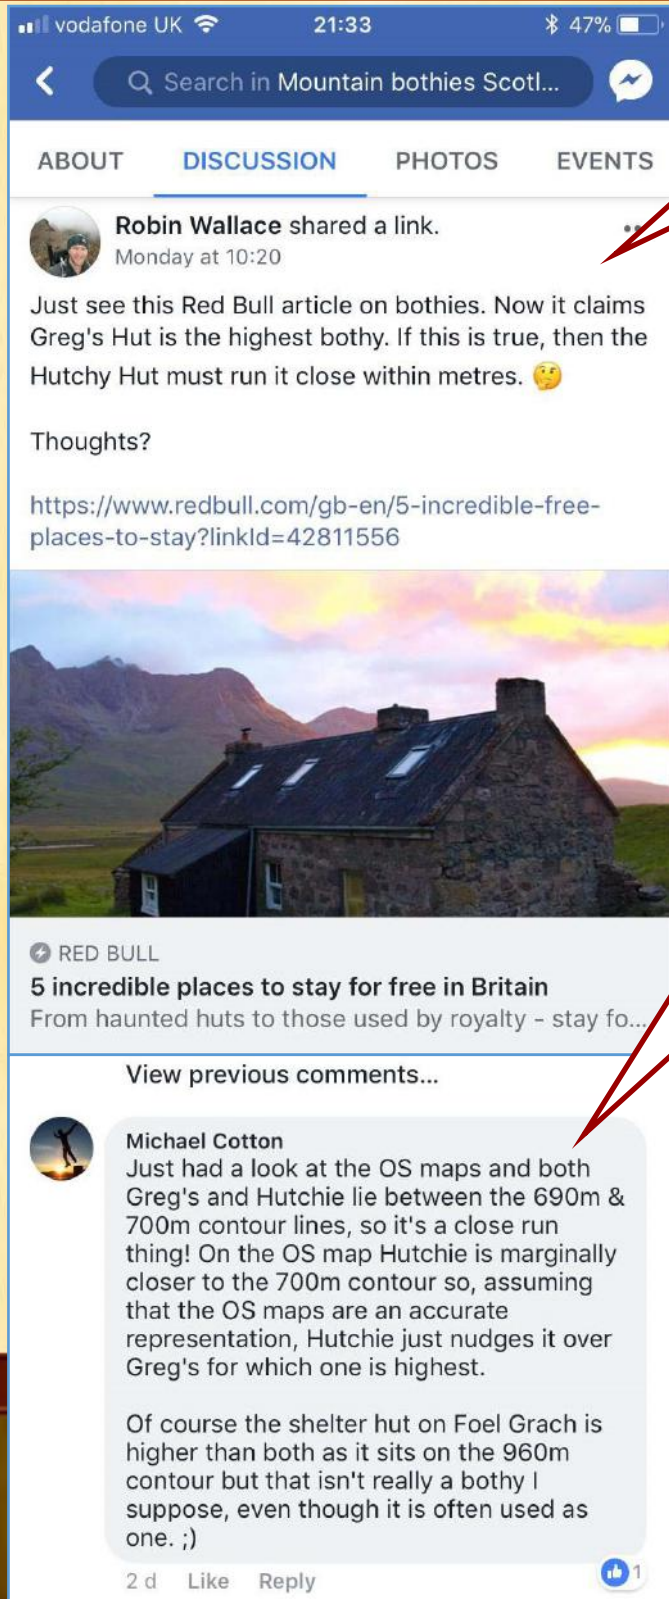 vodafone UK 21:33 47%
Search in Mountain bothies Scotl...
ABOUT DISCUSSION PHOTOS EVENTS
Robin Wallace shared a link.
Monday at 10:20
Just see this Red Bull article on bothies. Now it claims
Greg's Hut is the highest bothy. If this is true, then the
Hutchy Hut must run it close within metres. 🤔
Thoughts?
https://www.redbull.com/gb-en/5-incredible-free-
places-to-stay?linkId=42811556
RED BULL
5 incredible places to stay for free in Britain
From haunted huts to those used by royalty - stay fo...
View previous comments...
Michael Cotton
Just had a look at the OS maps and both
Greg's and Hutchie lie between the 690m &
700m contour lines, so it's a close run
thing! On the OS map Hutchie is marginally
closer to the 700m contour so, assuming
that the OS maps are an accurate
representation, Hutchie just nudges it over
Greg's for which one is highest.
Of course the shelter hut on Foel Grach is
higher than both as it sits on the 960m
contour but that isn't really a bothy I
suppose, even though it is often used as
one. ;)
2 d Like Reply 1